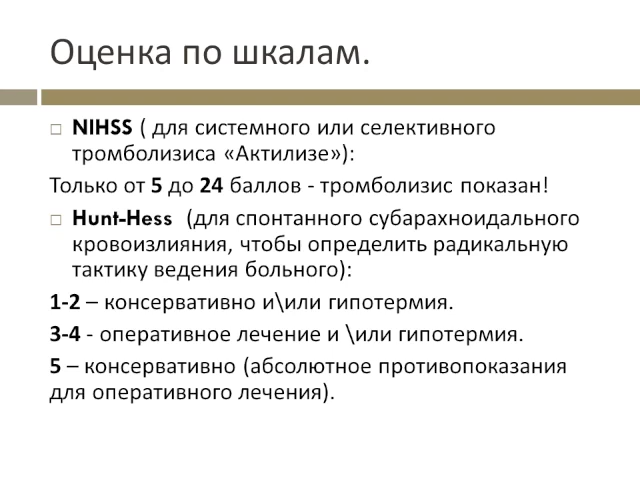 Оценка по шкалам.
NIHSS ( для системного или селективного
тромболизиса «Актилизе»):
Только от 5 до 24 баллов - тромболизис показан!
Hunt-Hess (для спонтанного субарахноидального
кровоизлияния, чтобы определить радикальную
тактику ведения больного):
1-2 – консервативно и\или гипотермия.
3-4 - оперативное лечение и \или гипотермия.
5 – консервативно (абсолютное противопоказания
для оперативного лечения).